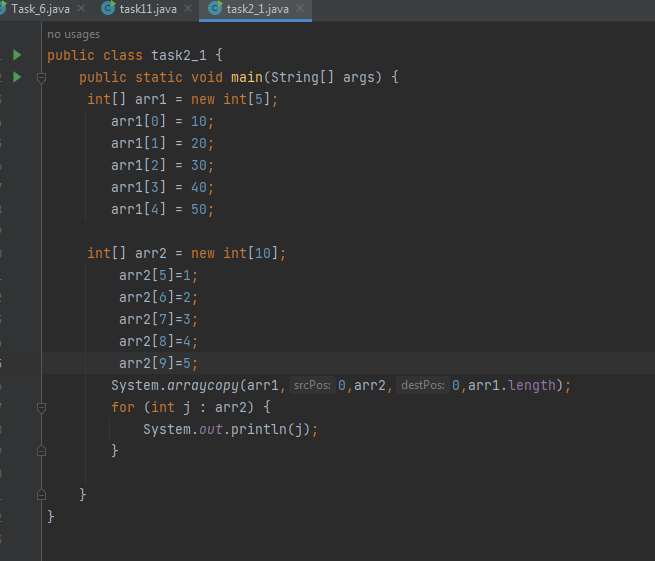 Task_6.java × task11.java × task2_1.java ×
no usages
public class task2_1 {
    public static void main(String[] args) {
     int[] arr1 = new int[5];
        arr1[0] = 10;
        arr1[1] = 20;
        arr1[2] = 30;
        arr1[3] = 40;
        arr1[4] = 50;
     int[] arr2 = new int[10];
         arr2[5]=1;
         arr2[6]=2;
         arr2[7]=3;
         arr2[8]=4;
         arr2[9]=5;
        System.arraycopy(arr1, srcPos: 0,arr2, destPos: 0,arr1.length);
        for (int j : arr2) {
            System.out.println(j);
        }
    }
}